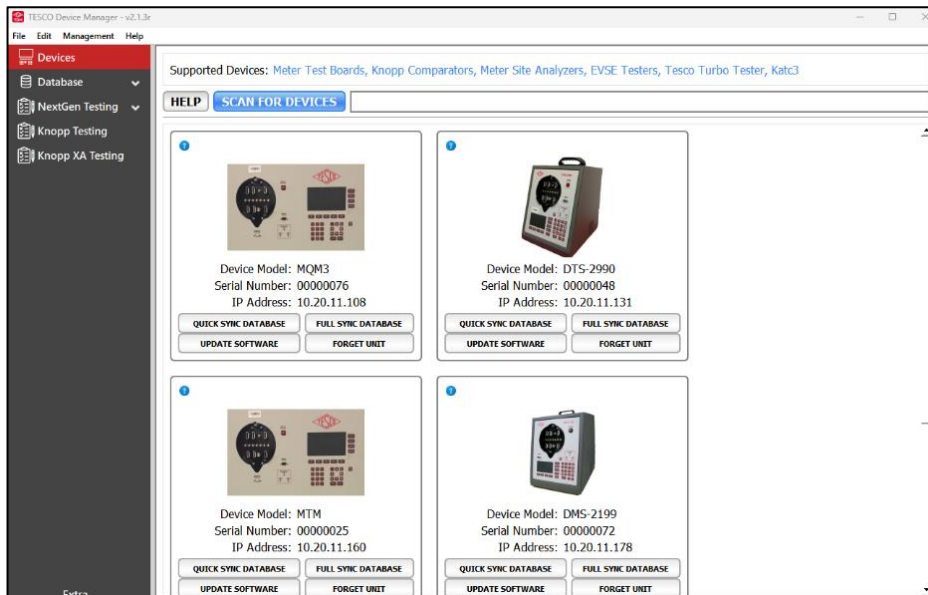 TESCO Device Manager - v2.1.3r
File Edit Management Help
Devices
Database
NextGen Testing
Knopp Testing
Knopp XA Testing
Extra
Supported Devices: Meter Test Boards, Knopp Comparators, Meter Site Analyzers, EVSE Testers, Tesco Turbo Tester, Katc3
HELP SCAN FOR DEVICES
TESCO
Device Model: MQM3
Serial Number: 00000076
IP Address: 10.20.11.108
QUICK SYNC DATABASE FULL SYNC DATABASE
UPDATE SOFTWARE FORGET UNIT
Device Model: DTS-2990
Serial Number: 00000048
IP Address: 10.20.11.131
QUICK SYNC DATABASE FULL SYNC DATABASE
UPDATE SOFTWARE FORGET UNIT
TESCO
Device Model: MTM
Serial Number: 00000025
IP Address: 10.20.11.160
QUICK SYNC DATABASE FULL SYNC DATABASE
UPDATE SOFTWARE FORGET UNIT
Device Model: DMS-2199
Serial Number: 00000072
IP Address: 10.20.11.178
QUICK SYNC DATABASE FULL SYNC DATABASE
UPDATE SOFTWARE FORGET UNIT